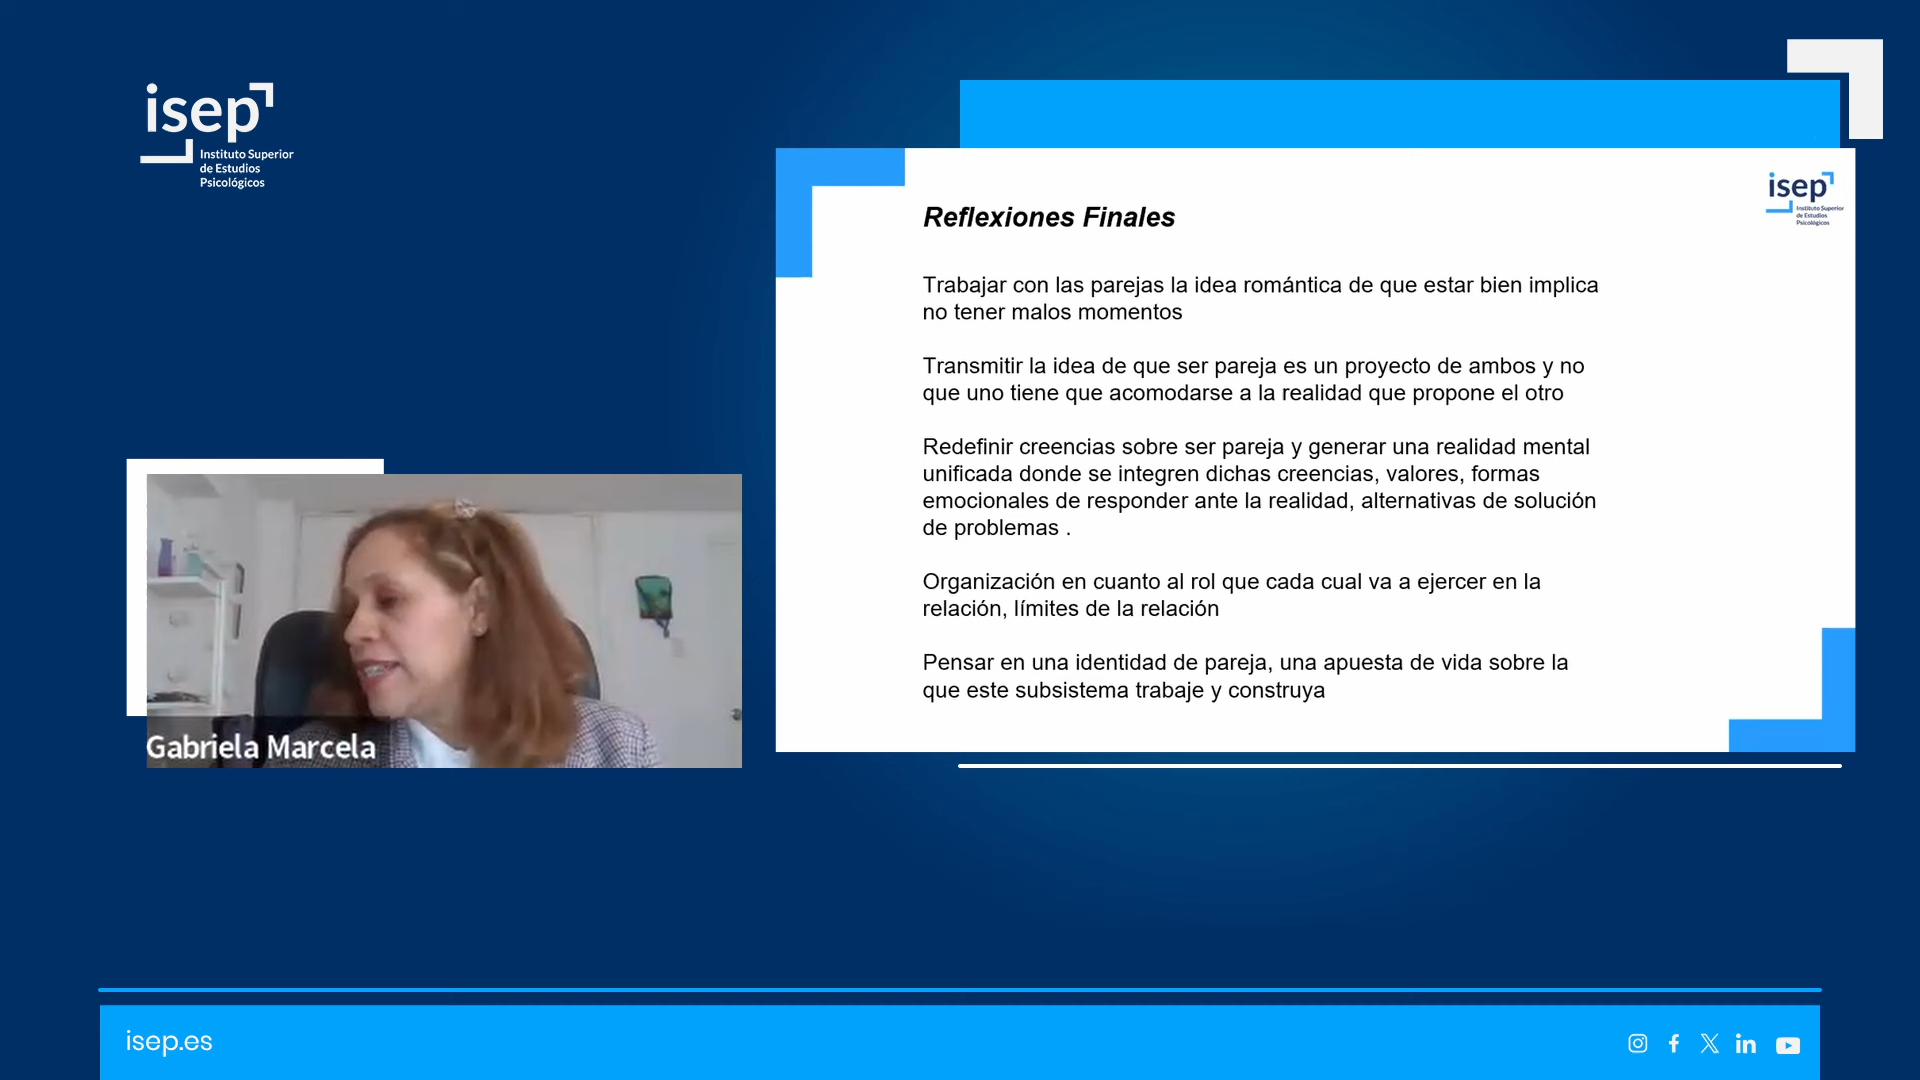 isep
Instituto Superior
de Estudios
Psicológicos
isep
Instituto Superior
de Estudios
Psicológicos
Reflexiones Finales
Trabajar con las parejas la idea romántica de que estar bien implica
no tener malos momentos
Transmitir la idea de que ser pareja es un proyecto de ambos y no
que uno tiene que acomodarse a la realidad que propone el otro
Redefinir creencias sobre ser pareja y generar una realidad mental
unificada donde se integren dichas creencias, valores, formas
emocionales de responder ante la realidad, alternativas de solución
de problemas .
Organización en cuanto al rol que cada cual va a ejercer en la
relación, límites de la relación
Pensar en una identidad de pareja, una apuesta de vida sobre la
que este subsistema trabaje y construya
Gabriela Marcela
isep.es